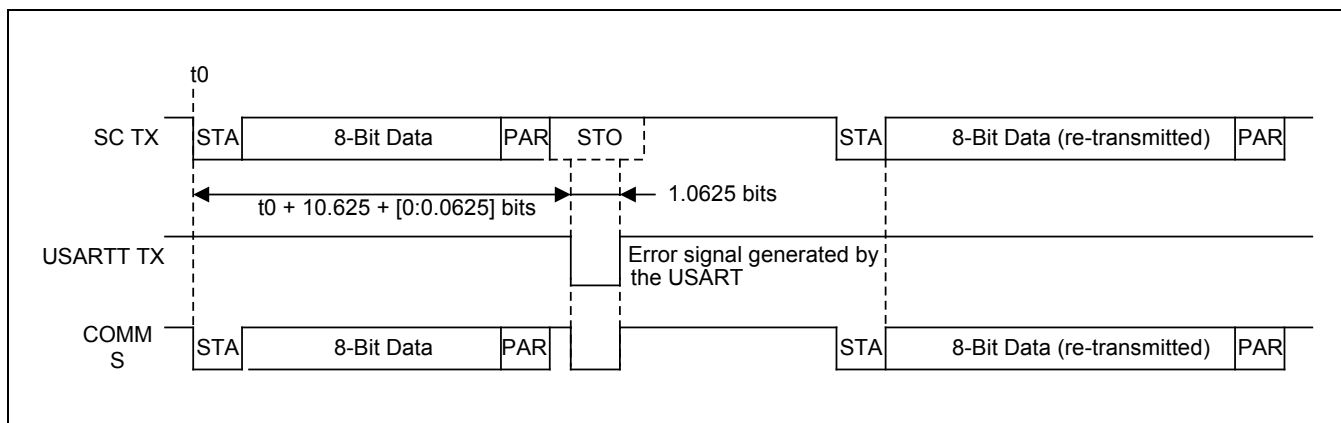 t0
SC TX STA 8-Bit Data PAR STO STA 8-Bit Data (re-transmitted) PAR
t0 + 10.625 + [0:0.0625] bits 1.0625 bits
USARTT TX Error signal generated by
the USART
COMM
S STA 8-Bit Data PAR STA 8-Bit Data (re-transmitted) PAR